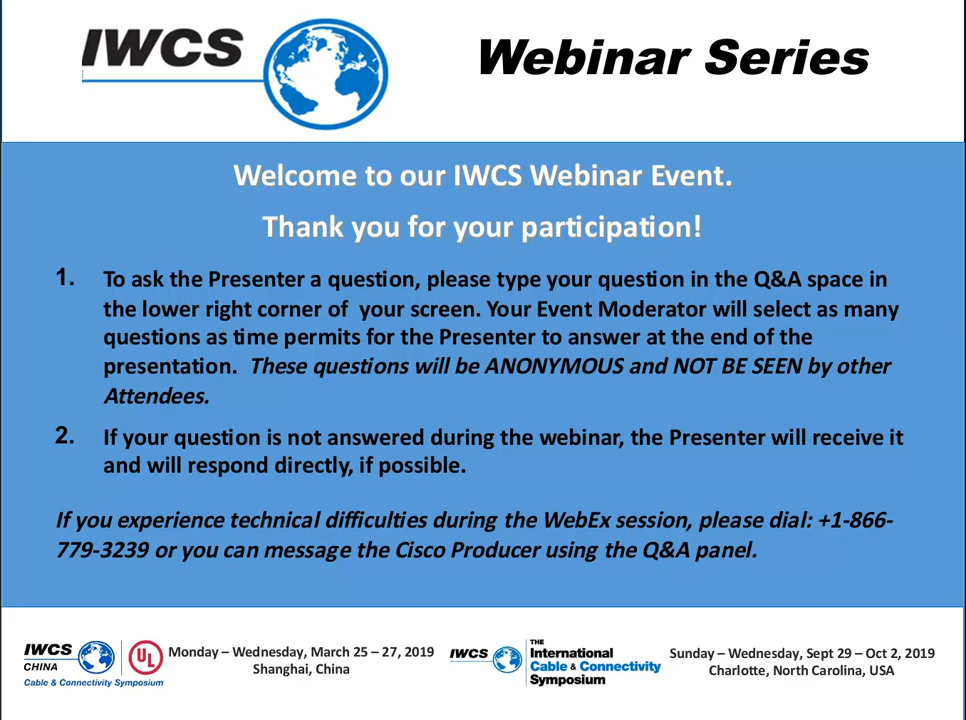 IWCS
Webinar Series
Welcome to our IWCS Webinar Event.
Thank you for your participation!
1. To ask the Presenter a question, please type your question in the Q&A space in
the lower right corner of your screen. Your Event Moderator will select as many
questions as time permits for the Presenter to answer at the end of the
presentation. These questions will be ANONYMOUS and NOT BE SEEN by other
Attendees.
2. If your question is not answered during the webinar, the Presenter will receive it
and will respond directly, if possible.
If you experience technical difficulties during the WebEx session, please dial: +1-866-
779-3239 or you can message the Cisco Producer using the Q&A panel.
IWCS
CHINA
UL
Cable & Connectivity Symposium
Monday – Wednesday, March 25 – 27, 2019
Shanghai, China
IWCS
THE
International
Cable & Connectivity
Symposium
Sunday – Wednesday, Sept 29 – Oct 2, 2019
Charlotte, North Carolina, USA